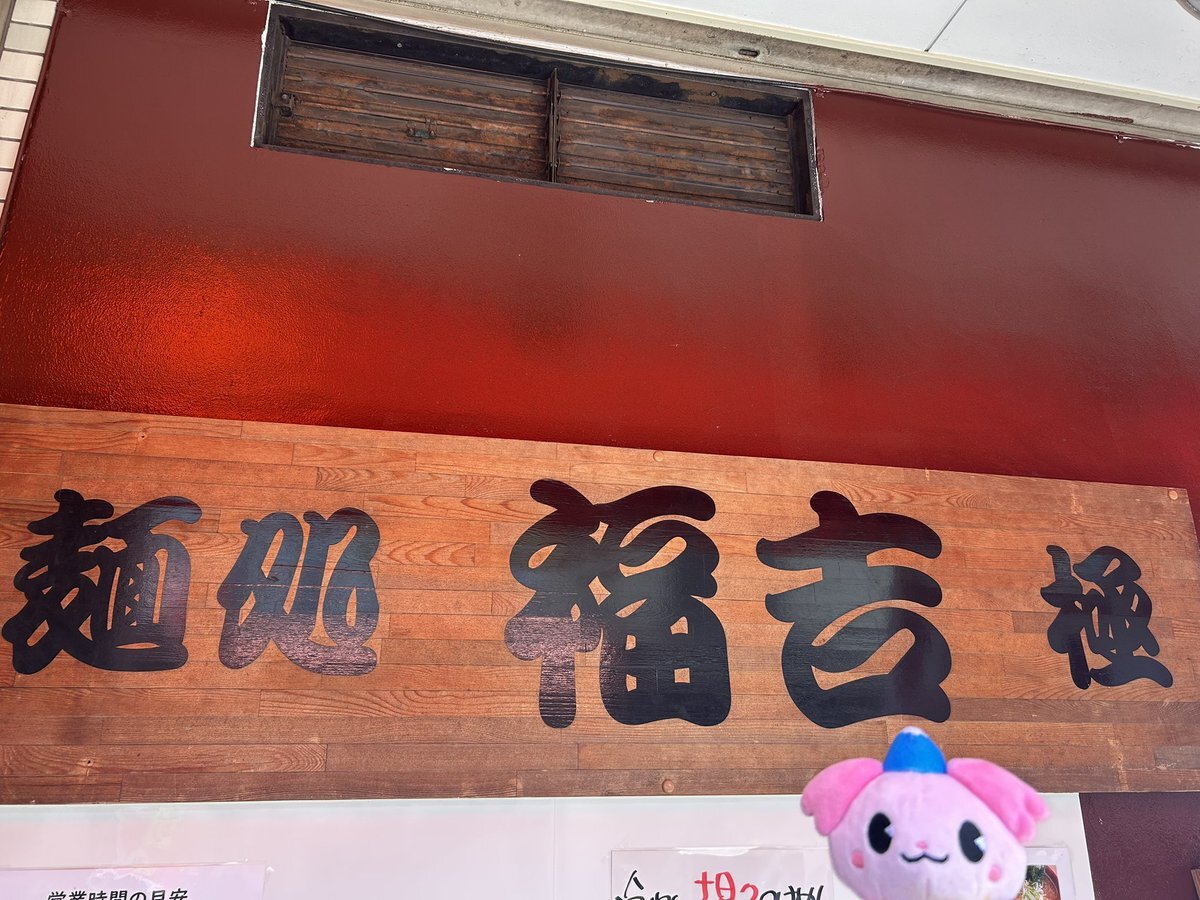 麺処 福吉 極
営業時間の目安